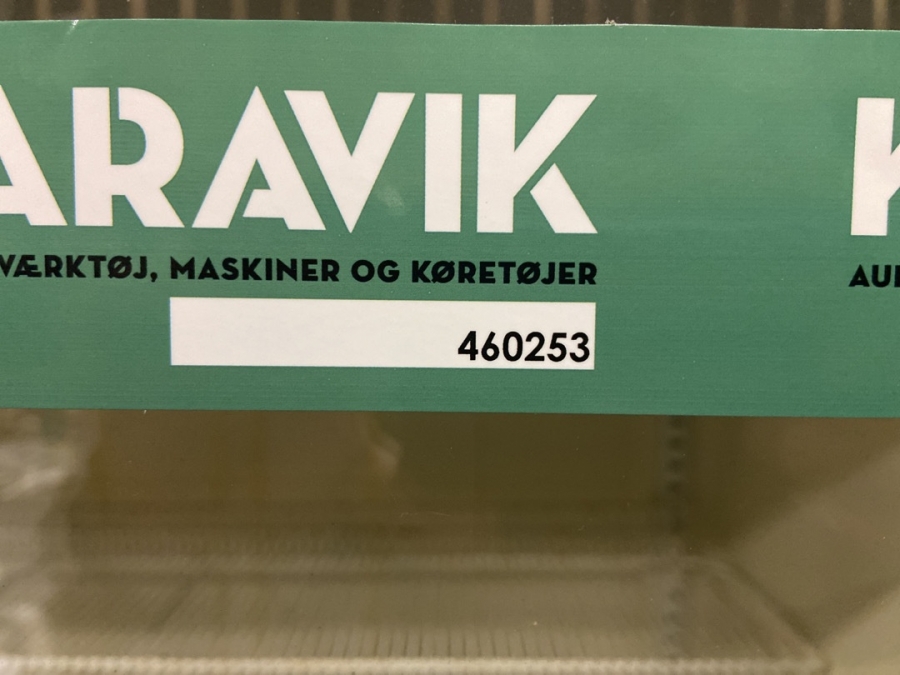 ARAVIK
VÆRKTØJ, MASKINER OG KØRETØJER
460253